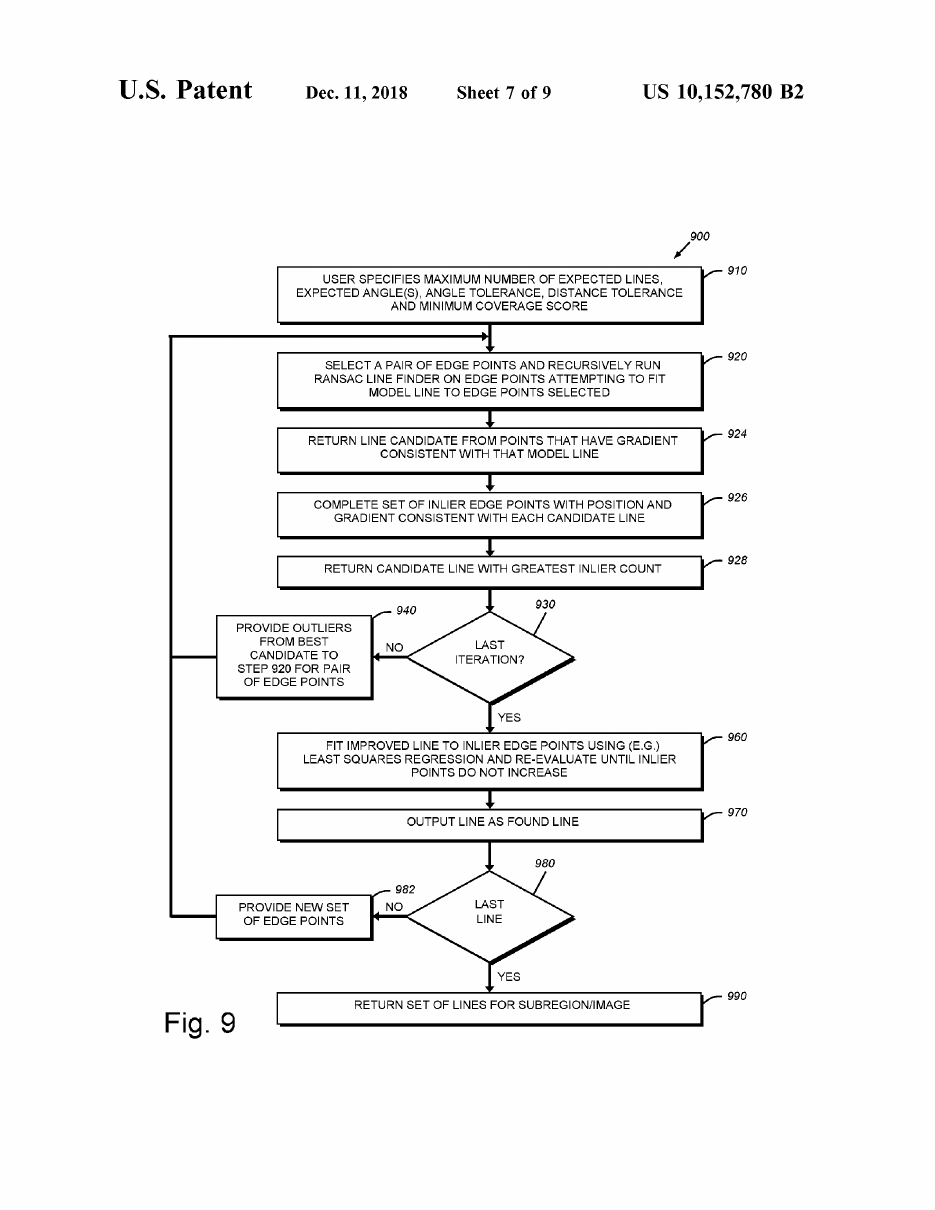 U.S. Patent Dec. 11, 2018 Sheet 7 of 9 US 10,152,780 B2
900
910
USER SPECIFIES MAXIMUM NUMBER OF EXPECTED LINES,
EXPECTED ANGLE(S), ANGLE TOLERANCE, DISTANCE TOLERANCE
AND MINIMUM COVERAGE SCORE
920
SELECT A PAIR OF EDGE POINTS AND RECURSIVELY RUN
RANSAC LINE FINDER ON EDGE POINTS ATTEMPTING TO FIT
MODEL LINE TO EDGE POINTS SELECTED
924
RETURN LINE CANDIDATE FROM POINTS THAT HAVE GRADIENT
CONSISTENT WITH THAT MODEL LINE
926
COMPLETE SET OF INLIER EDGE POINTS WITH POSITION AND
GRADIENT CONSISTENT WITH EACH CANDIDATE LINE
928
RETURN CANDIDATE LINE WITH GREATEST INLIER COUNT
930
LAST
ITERATION?
NO
940
PROVIDE OUTLIERS
FROM BEST
CANDIDATE TO
STEP 920 FOR PAIR
OF EDGE POINTS
YES
960
FIT IMPROVED LINE TO INLIER EDGE POINTS USING (E.G.)
LEAST SQUARES REGRESSION AND RE-EVALUATE UNTIL INLIER
POINTS DO NOT INCREASE
970
OUTPUT LINE AS FOUND LINE
980
LAST
LINE
NO
982
PROVIDE NEW SET
OF EDGE POINTS
YES
990
RETURN SET OF LINES FOR SUBREGION/IMAGE
Fig. 9